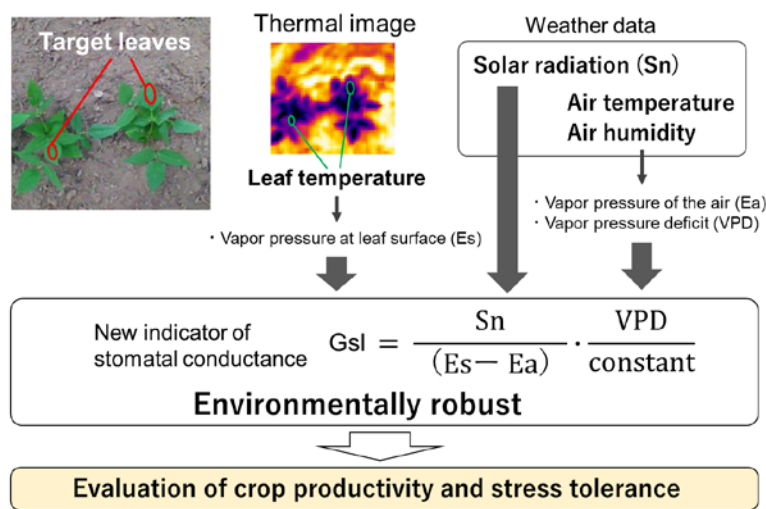 Target leaves
Thermal image
Leaf temperature
・Vapor pressure at leaf surface (Es)
Weather data
Solar radiation (Sn)
Air temperature
Air humidity
・Vapor pressure of the air (Ea)
・Vapor pressure deficit (VPD)
New indicator of
stomatal conductance
GsI = Sn / (Es− Ea) · VPD / constant
Environmentally robust
Evaluation of crop productivity and stress tolerance